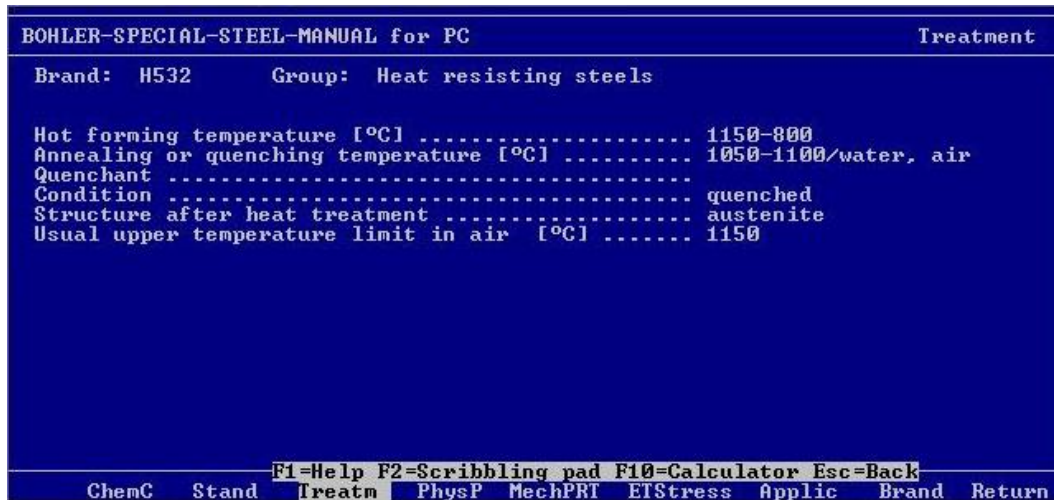 BOHLER-SPECIAL-STEEL-MANUAL for PC Treatment
Brand: H532 Group: Heat resisting steels
Hot forming temperature [ºC] ..................... 1150-800
Annealing or quenching temperature [ºC] .......... 1050-1100/water, air
Quenchant ........................................
Condition ........................................ quenched
Structure after heat treatment ................... austenite
Usual upper temperature limit in air [ºC] ....... 1150
F1=Help F2=Scribbling pad F10=Calculator Esc=Back
ChemC Stand Treatm PhysP MechPRT ETStress Applic Brand Return